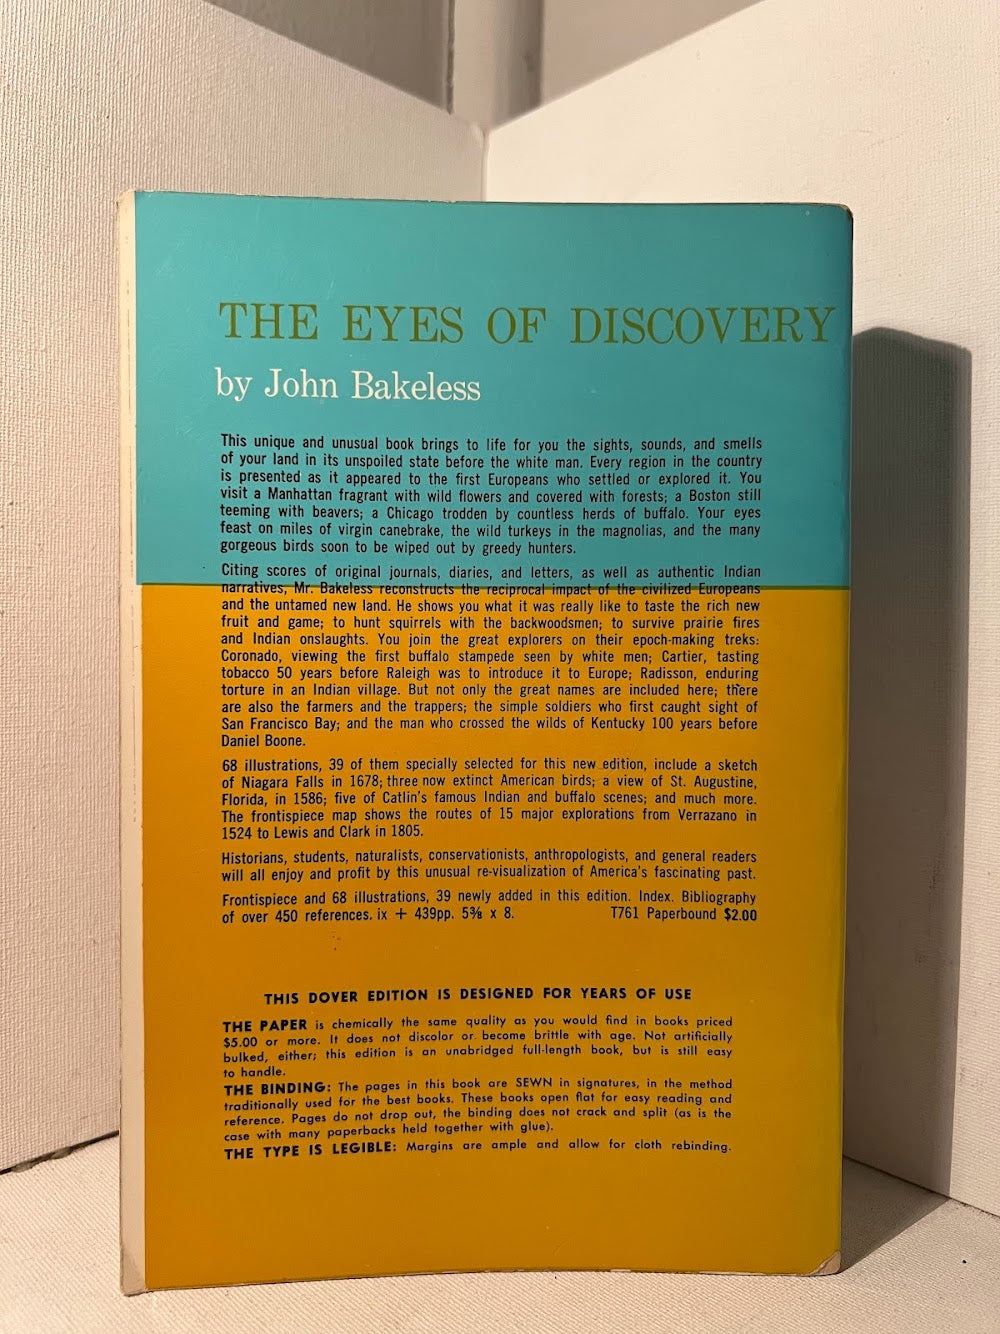 THE EYES OF DISCOVERY
by John Bakeless
This unique and unusual book brings to life for you the sights, sounds, and smells
of your land in its unspoiled state before the white man. Every region in the country
is presented as it appeared to the first Europeans who settled or explored it. You
visit a Manhattan fragrant with wild flowers and covered with forests; a Boston still
teeming with beavers; a Chicago trodden by countless herds of buffalo. Your eyes
feast on miles of virgin canebrake, the wild turkeys in the magnolias, and the many
gorgeous birds soon to be wiped out by greedy hunters.
Citing scores of original journals, diaries, and letters, as well as authentic Indian
narratives, Mr. Bakeless reconstructs the reciprocal impact of the civilized Europeans
and the untamed new land. He shows you what it was really like to taste the rich new
fruit and game; to hunt squirrels with the backwoodsmen; to survive prairie fires
and Indian onslaughts. You join the great explorers on their epoch-making treks:
Coronado, viewing the first buffalo stampede seen by white men; Cartier, tasting
tobacco 50 years before Raleigh was to introduce it to Europe; Radisson, enduring
torture in an Indian village. But not only the great names are included here; there
are also the farmers and the trappers; the simple soldiers who first caught sight of
San Francisco Bay; and the man who crossed the wilds of Kentucky 100 years before
Daniel Boone.
68 illustrations, 39 of them specially selected for this new edition, include a sketch
of Niagara Falls in 1678; three now extinct American birds; a view of St. Augustine,
Florida, in 1586; five of Catlin's famous Indian and buffalo scenes; and much more.
The frontispiece map shows the routes of 15 major explorations from Verrazano in
1524 to Lewis and Clark in 1805.
Historians, students, naturalists, conservationists, anthropologists, and general readers
will all enjoy and profit by this unusual re-visualization of America's fascinating past.
Frontispiece and 68 illustrations, 39 newly added in this edition. Index. Bibliography
of over 450 references. ix + 439pp. 5⅜ x 8. T761 Paperbound $2.00
THIS DOVER EDITION IS DESIGNED FOR YEARS OF USE
THE PAPER is chemically the same quality as you would find in books priced
$5.00 or more. It does not discolor or become brittle with age. Not artificially
bulked, either; this edition is an unabridged full-length book, but is still easy
to handle.
THE BINDING: The pages in this book are SEWN in signatures, in the method
traditionally used for the best books. These books open flat for easy reading and
reference. Pages do not drop out, the binding does not crack and split (as is the
case with many paperbacks held together with glue).
THE TYPE IS LEGIBLE: Margins are ample and allow for cloth rebinding.